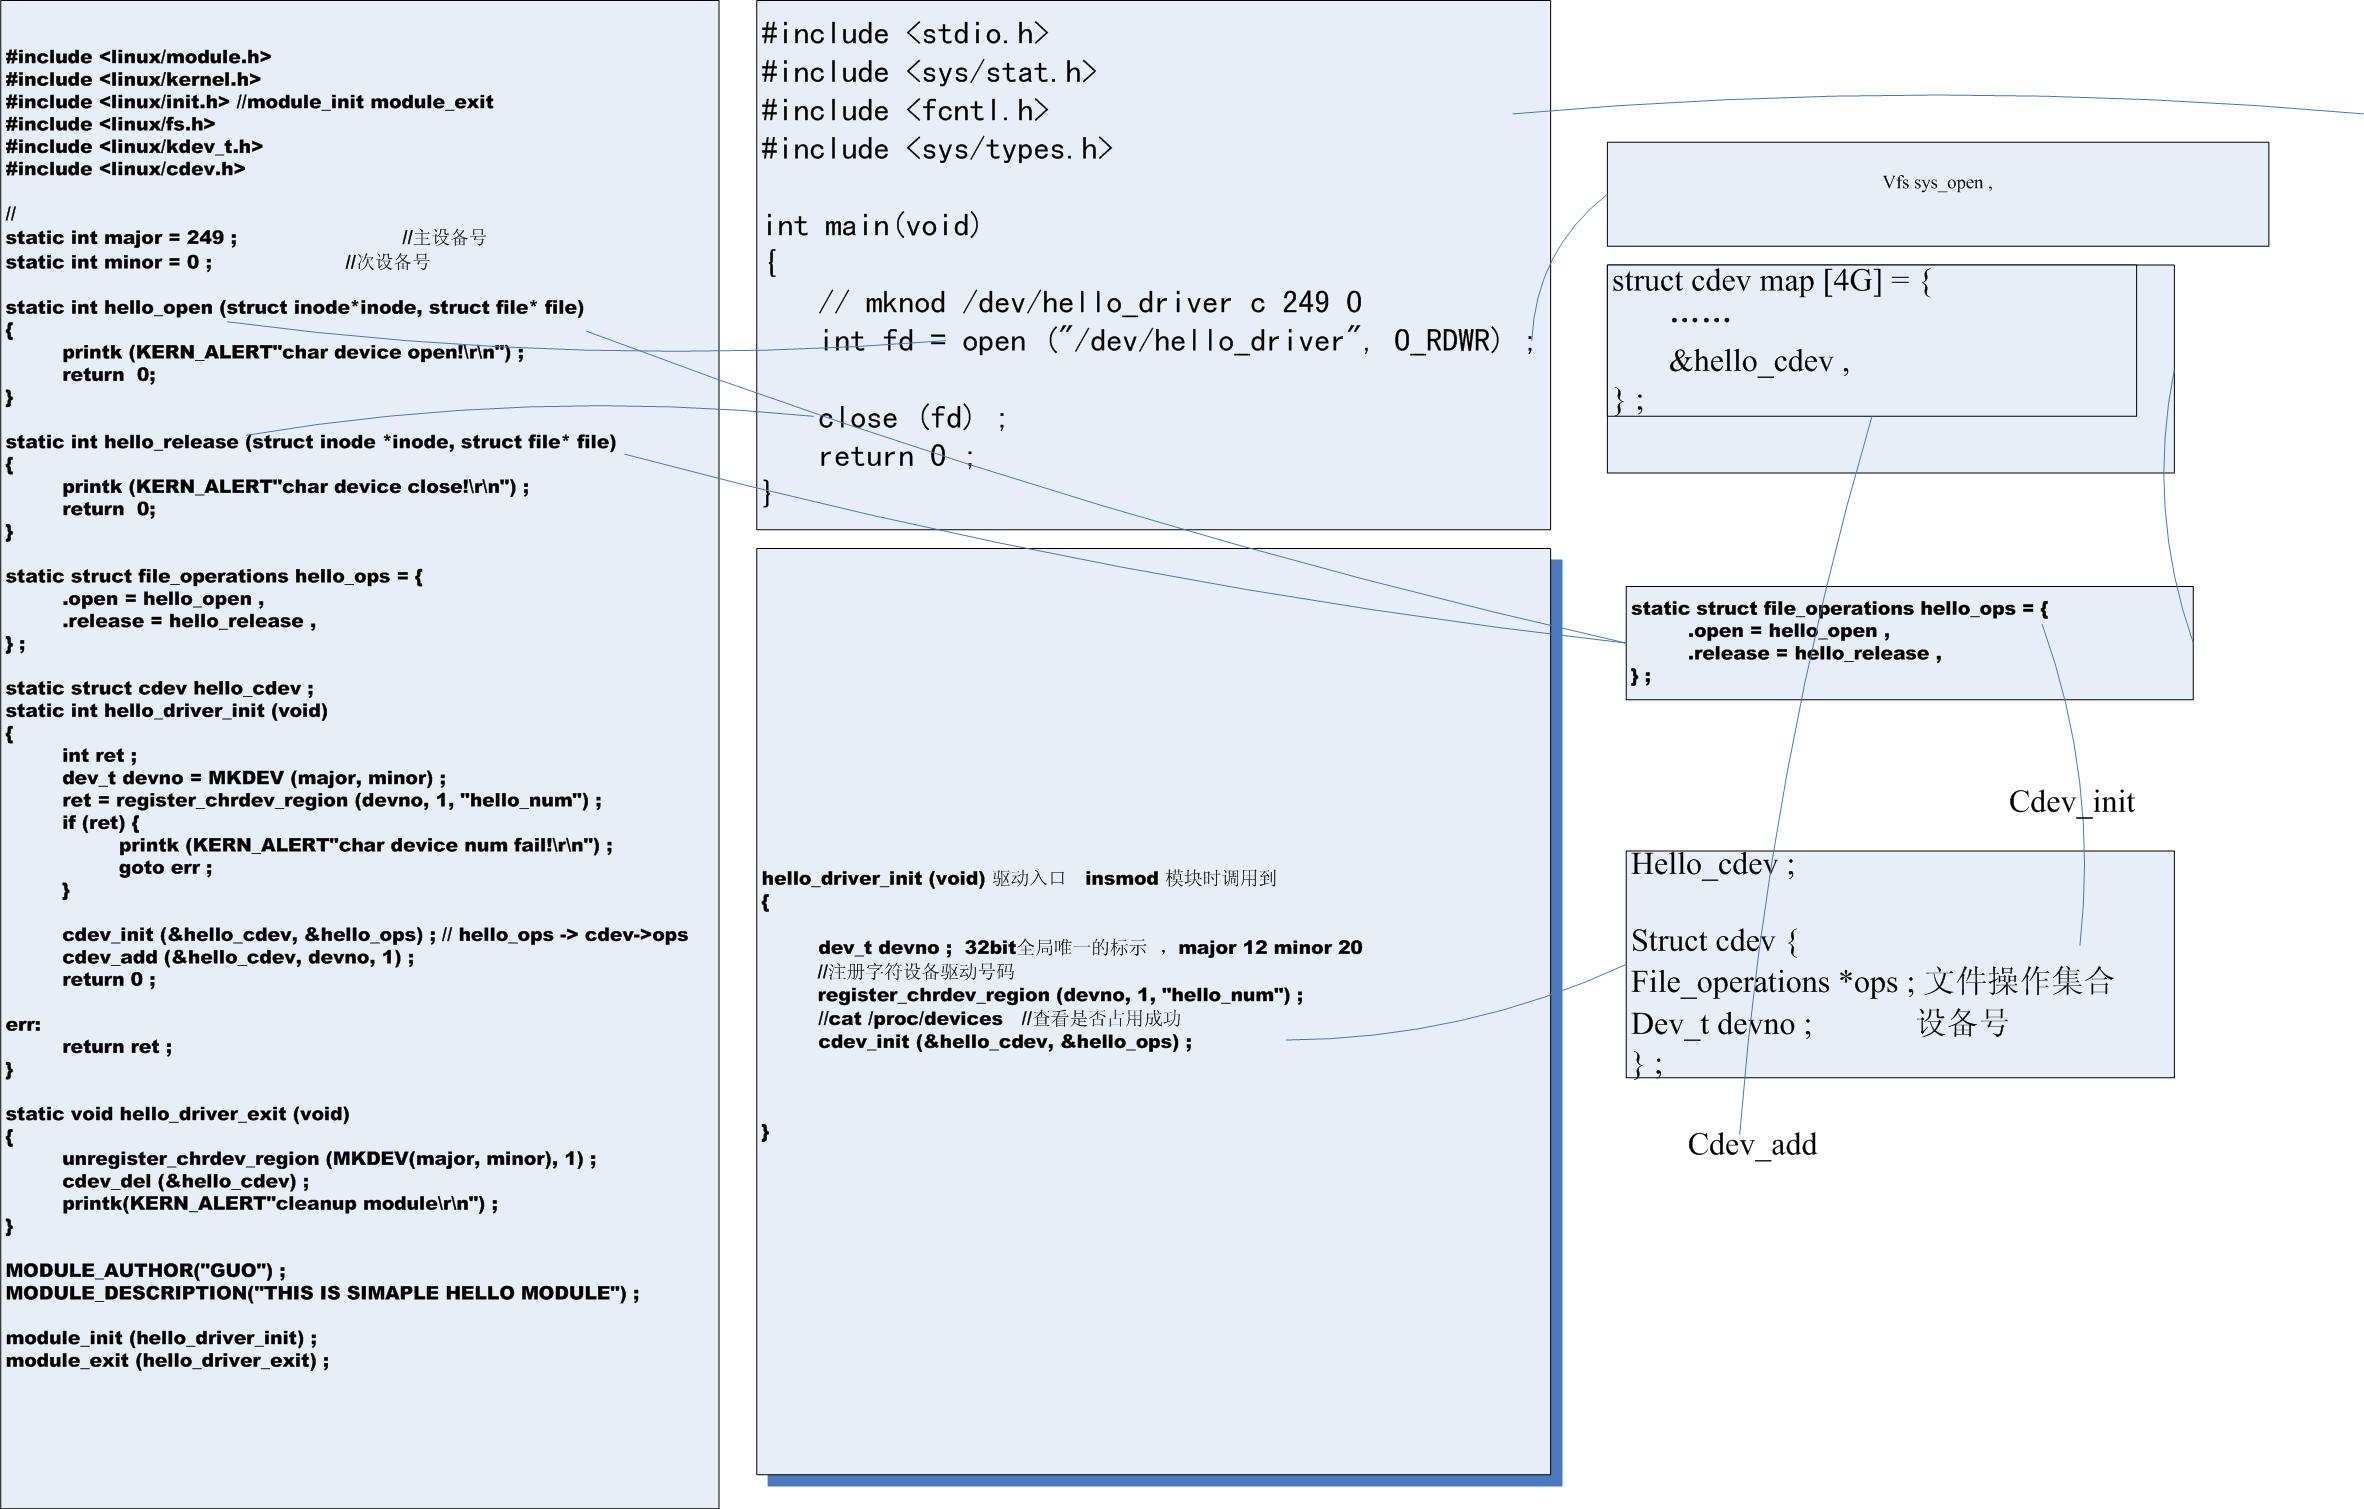 #include <linux/module.h>
#include <linux/kernel.h>
#include <linux/init.h> //module_init module_exit
#include <linux/fs.h>
#include <linux/kdev_t.h>
#include <linux/cdev.h>
//
static int major = 249 ; //主设备号
static int minor = 0 ; //次设备号
static int hello_open (struct inode*inode, struct file* file)
{
printk (KERN_ALERT"char device open!\r\n") ;
return 0;
}
static int hello_release (struct inode *inode, struct file* file)
{
printk (KERN_ALERT"char device close!\r\n") ;
return 0;
}
static struct file_operations hello_ops = {
.open = hello_open ,
.release = hello_release ,
} ;
static struct cdev hello_cdev ;
static int hello_driver_init (void)
{
int ret ;
dev_t devno = MKDEV (major, minor) ;
ret = register_chrdev_region (devno, 1, "hello_num") ;
if (ret) {
printk (KERN_ALERT"char device num fail!\r\n") ;
goto err ;
}
cdev_init (&hello_cdev, &hello_ops) ; // hello_ops -> cdev->ops
cdev_add (&hello_cdev, devno, 1) ;
return 0 ;
err:
return ret ;
}
static void hello_driver_exit (void)
{
unregister_chrdev_region (MKDEV(major, minor), 1) ;
cdev_del (&hello_cdev) ;
printk(KERN_ALERT"cleanup module\r\n") ;
}
MODULE_AUTHOR("GUO") ;
MODULE_DESCRIPTION("THIS IS SIMAPLE HELLO MODULE") ;
module_init (hello_driver_init) ;
module_exit (hello_driver_exit) ;
#include <stdio.h>
#include <sys/stat.h>
#include <fcntl.h>
#include <sys/types.h>
int main(void)
{
// mknod /dev/hello_driver c 249 0
int fd = open ("/dev/hello_driver", O_RDWR) ;
close (fd) ;
return 0 ;
}
hello_driver_init (void) 驱动入口 insmod 模块时调用到
{
dev_t devno ; 32bit全局唯一的标示 ，major 12 minor 20
//注册字符设备驱动号码
register_chrdev_region (devno, 1, "hello_num") ;
//cat /proc/devices //查看是否占用成功
cdev_init (&hello_cdev, &hello_ops) ;
}
Vfs sys_open ,
struct cdev map [4G] = {
……
&hello_cdev ,
} ;
static struct file_operations hello_ops = {
.open = hello_open ,
.release = hello_release ,
} ;
Cdev_init
Hello_cdev ;
Struct cdev {
File_operations *ops ; 文件操作集合
Dev_t devno ; 设备号
} ;
Cdev_add